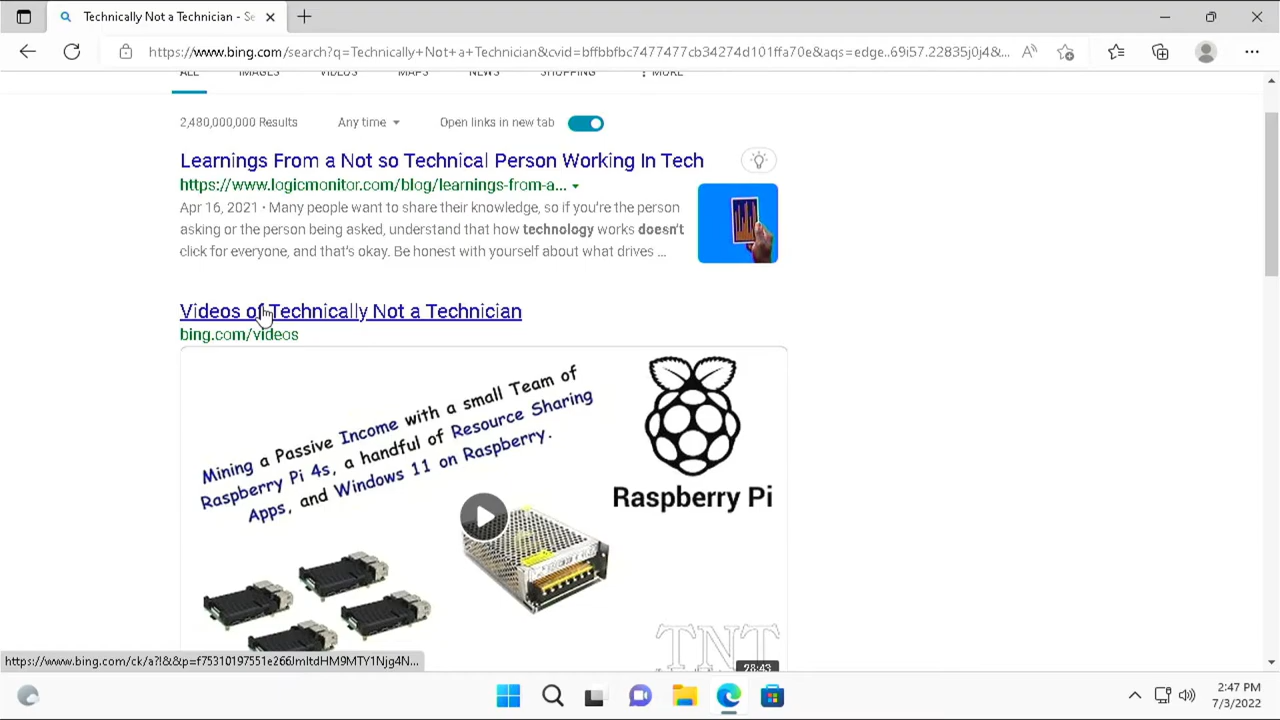 Technically Not a Technician - Se
https://www.bing.com/search?q=Technically+Not+a+Technician&cvid=bffbbfbc7477477cb34274d101ffa70e&aqs=edge..69i57.22835j0j4&...
ALL IMAGES VIDEOS MAPS NEWS SHOPPING MORE
2,480,000,000 Results Any time Open links in new tab
Learnings From a Not so Technical Person Working In Tech
https://www.logicmonitor.com/blog/learnings-from-a...
Apr 16, 2021 · Many people want to share their knowledge, so if you're the person
asking or the person being asked, understand that how technology works doesn't
click for everyone, and that's okay. Be honest with yourself about what drives ...
Videos of Technically Not a Technician
bing.com/videos
Mining a Passive Income with a small Team of
Raspberry Pi 4s, a handful of Resource Sharing
Apps, and Windows 11 on Raspberry.
Raspberry Pi
TNT
28:43
https://www.bing.com/ck/a?!&&p=f75310197551e266JmltdHM9MTY1Njg4N...
2:47 PM
7/3/2022